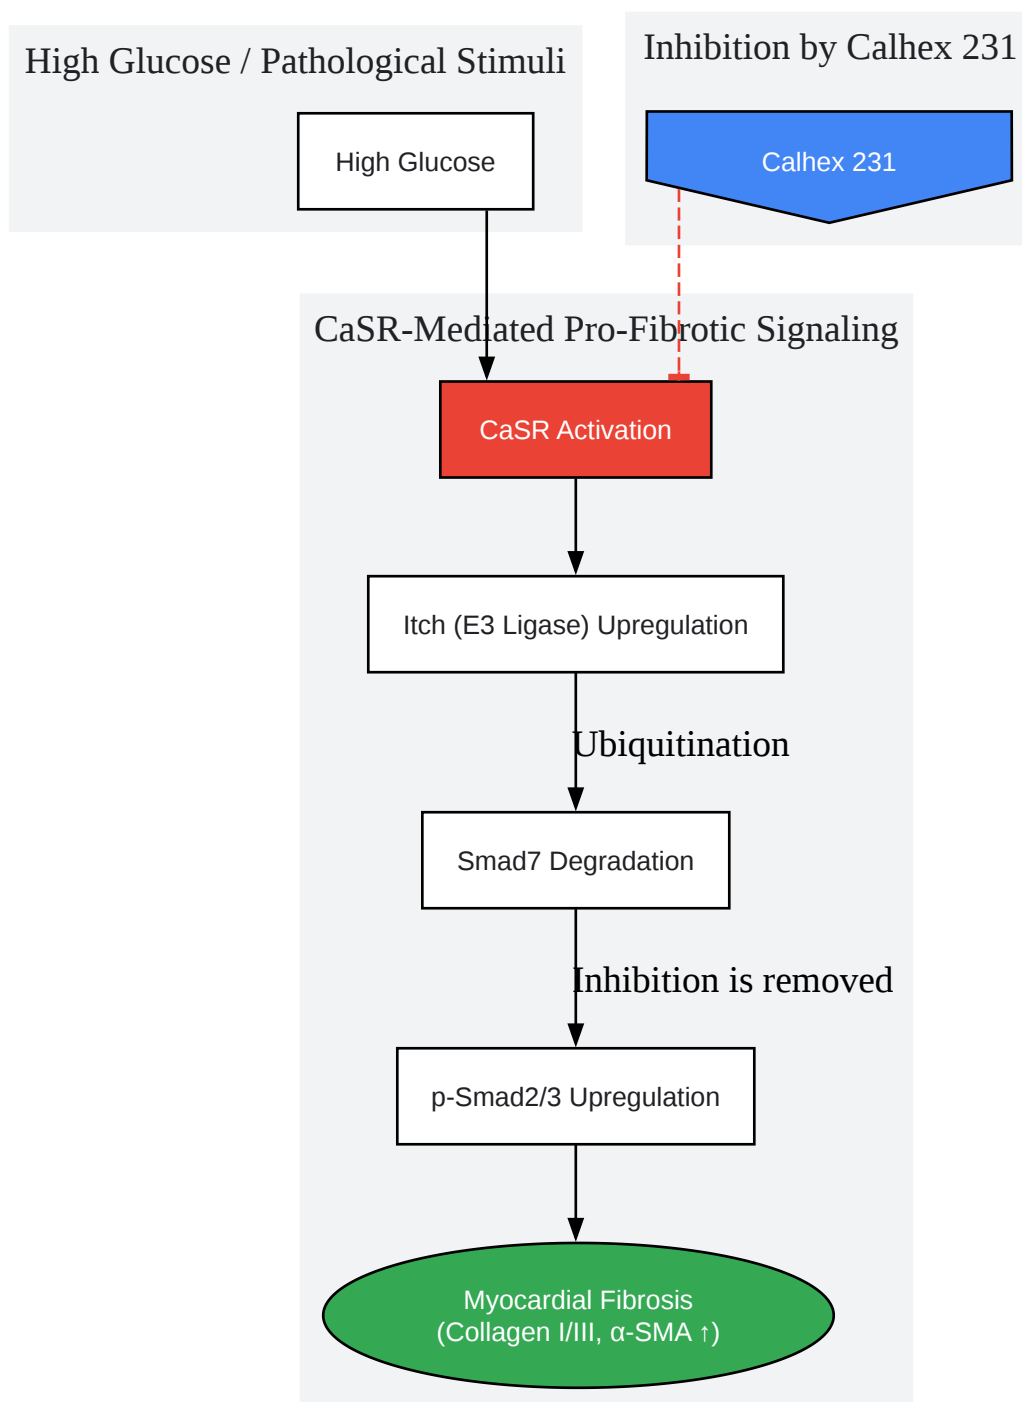 High Glucose / Pathological Stimuli
Inhibition by Calhex 231
High Glucose
Calhex 231
CaSR-Mediated Pro-Fibrotic Signaling
CaSR Activation
Itch (E3 Ligase) Upregulation
Ubiquitination
Smad7 Degradation
Inhibition is removed
p-Smad2/3 Upregulation
Myocardial Fibrosis
(Collagen I/III, α-SMA ↑)